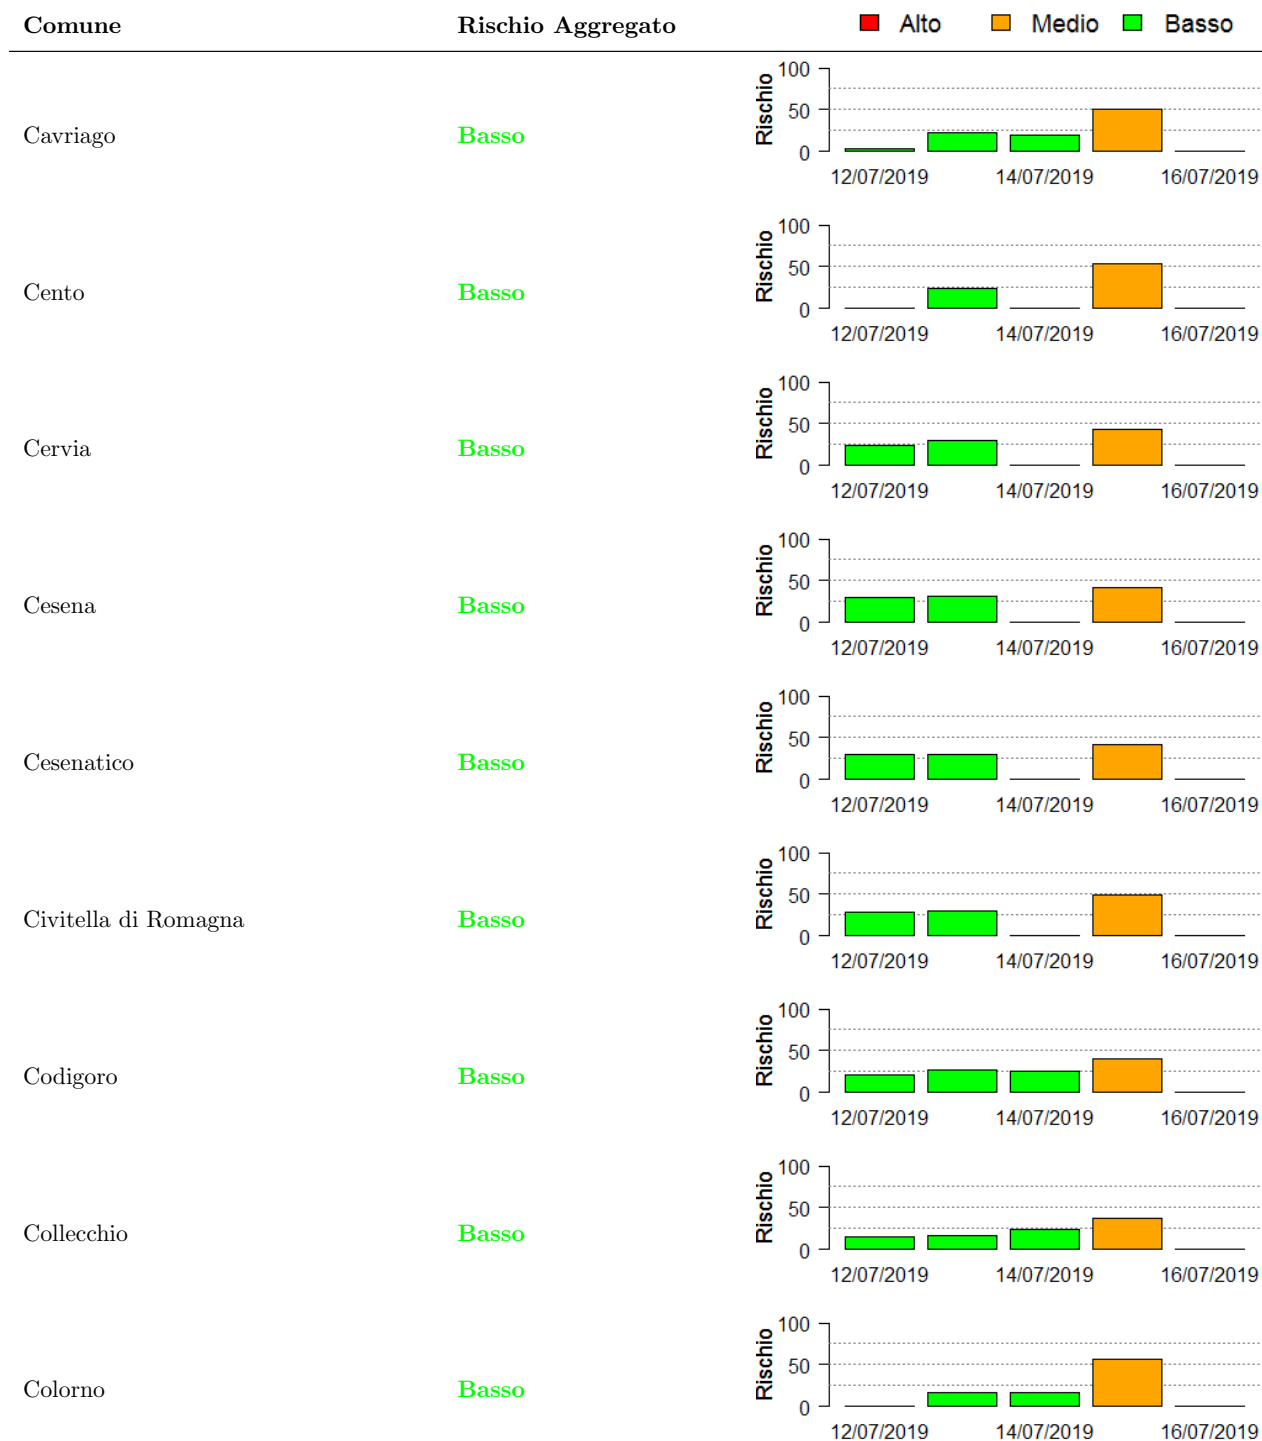 Comune Rischio Aggregato Alto Medio Basso
Cavriago Basso Rischio 100 50 0
12/07/2019 14/07/2019 16/07/2019
Cento Basso Rischio 100 50 0
12/07/2019 14/07/2019 16/07/2019
Cervia Basso Rischio 100 50 0
12/07/2019 14/07/2019 16/07/2019
Cesena Basso Rischio 100 50 0
12/07/2019 14/07/2019 16/07/2019
Cesenatico Basso Rischio 100 50 0
12/07/2019 14/07/2019 16/07/2019
Civitella di Romagna Basso Rischio 100 50 0
12/07/2019 14/07/2019 16/07/2019
Codigoro Basso Rischio 100 50 0
12/07/2019 14/07/2019 16/07/2019
Collecchio Basso Rischio 100 50 0
12/07/2019 14/07/2019 16/07/2019
Colorno Basso Rischio 100 50 0
12/07/2019 14/07/2019 16/07/2019